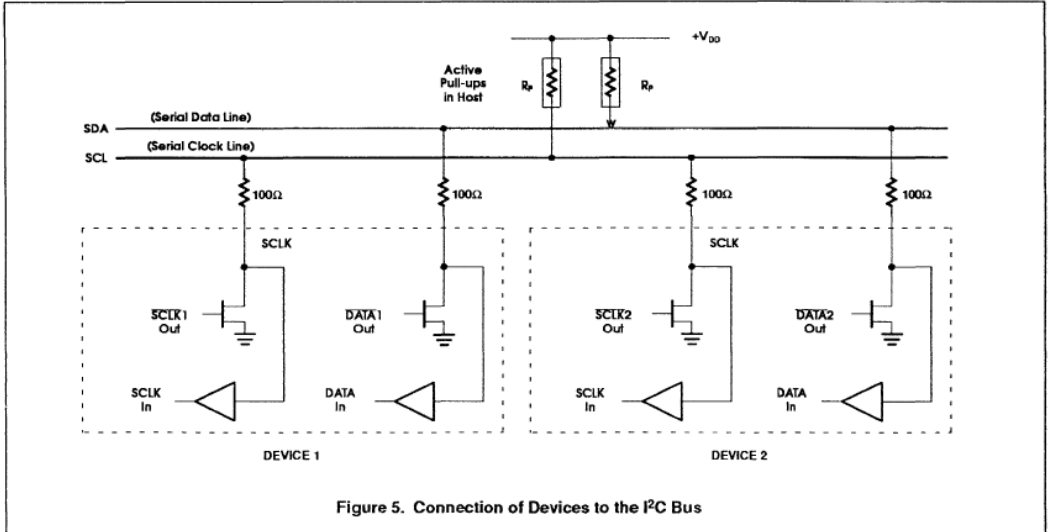 +V_DD
Active
Pull-ups
in Host
R_P
R_P
(Serial Data Line)
SDA
(Serial Clock Line)
SCL
100Ω
100Ω
100Ω
100Ω
SCLK
SCLK
SCLK1
Out
DATA1
Out
SCLK2
Out
DATA2
Out
SCLK
In
DATA
In
SCLK
In
DATA
In
DEVICE 1
DEVICE 2
Figure 5. Connection of Devices to the I²C Bus